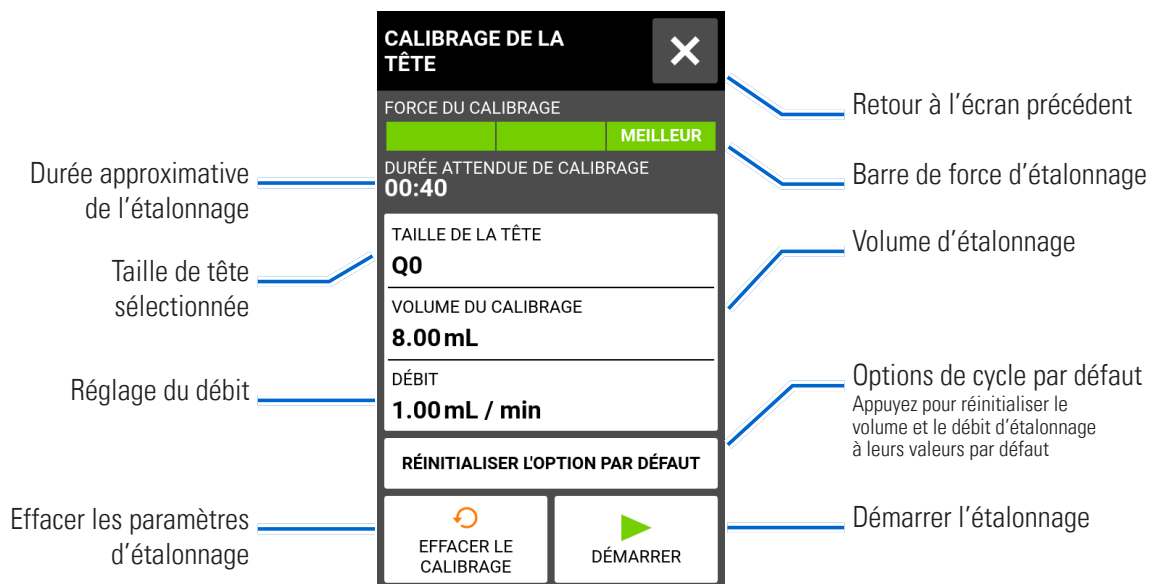 CALIBRAGE DE LA
TÊTE
FORCE DU CALIBRAGE
MEILLEUR
DURÉE ATTENDUE DE CALIBRAGE
00:40
TAILLE DE LA TÊTE
Q0
VOLUME DU CALIBRAGE
8.00 mL
DÉBIT
1.00 mL / min
RÉINITIALISER L'OPTION PAR DÉFAUT
EFFACER LE
CALIBRAGE
DÉMARRER
Durée approximative
de l'étalonnage
Taille de tête
sélectionnée
Réglage du débit
Effacer les paramètres
d'étalonnage
Retour à l'écran précédent
Barre de force d'étalonnage
Volume d'étalonnage
Options de cycle par défaut
Appuyez pour réinitialiser le
volume et le débit d'étalonnage
à leurs valeurs par défaut
Démarrer l'étalonnage